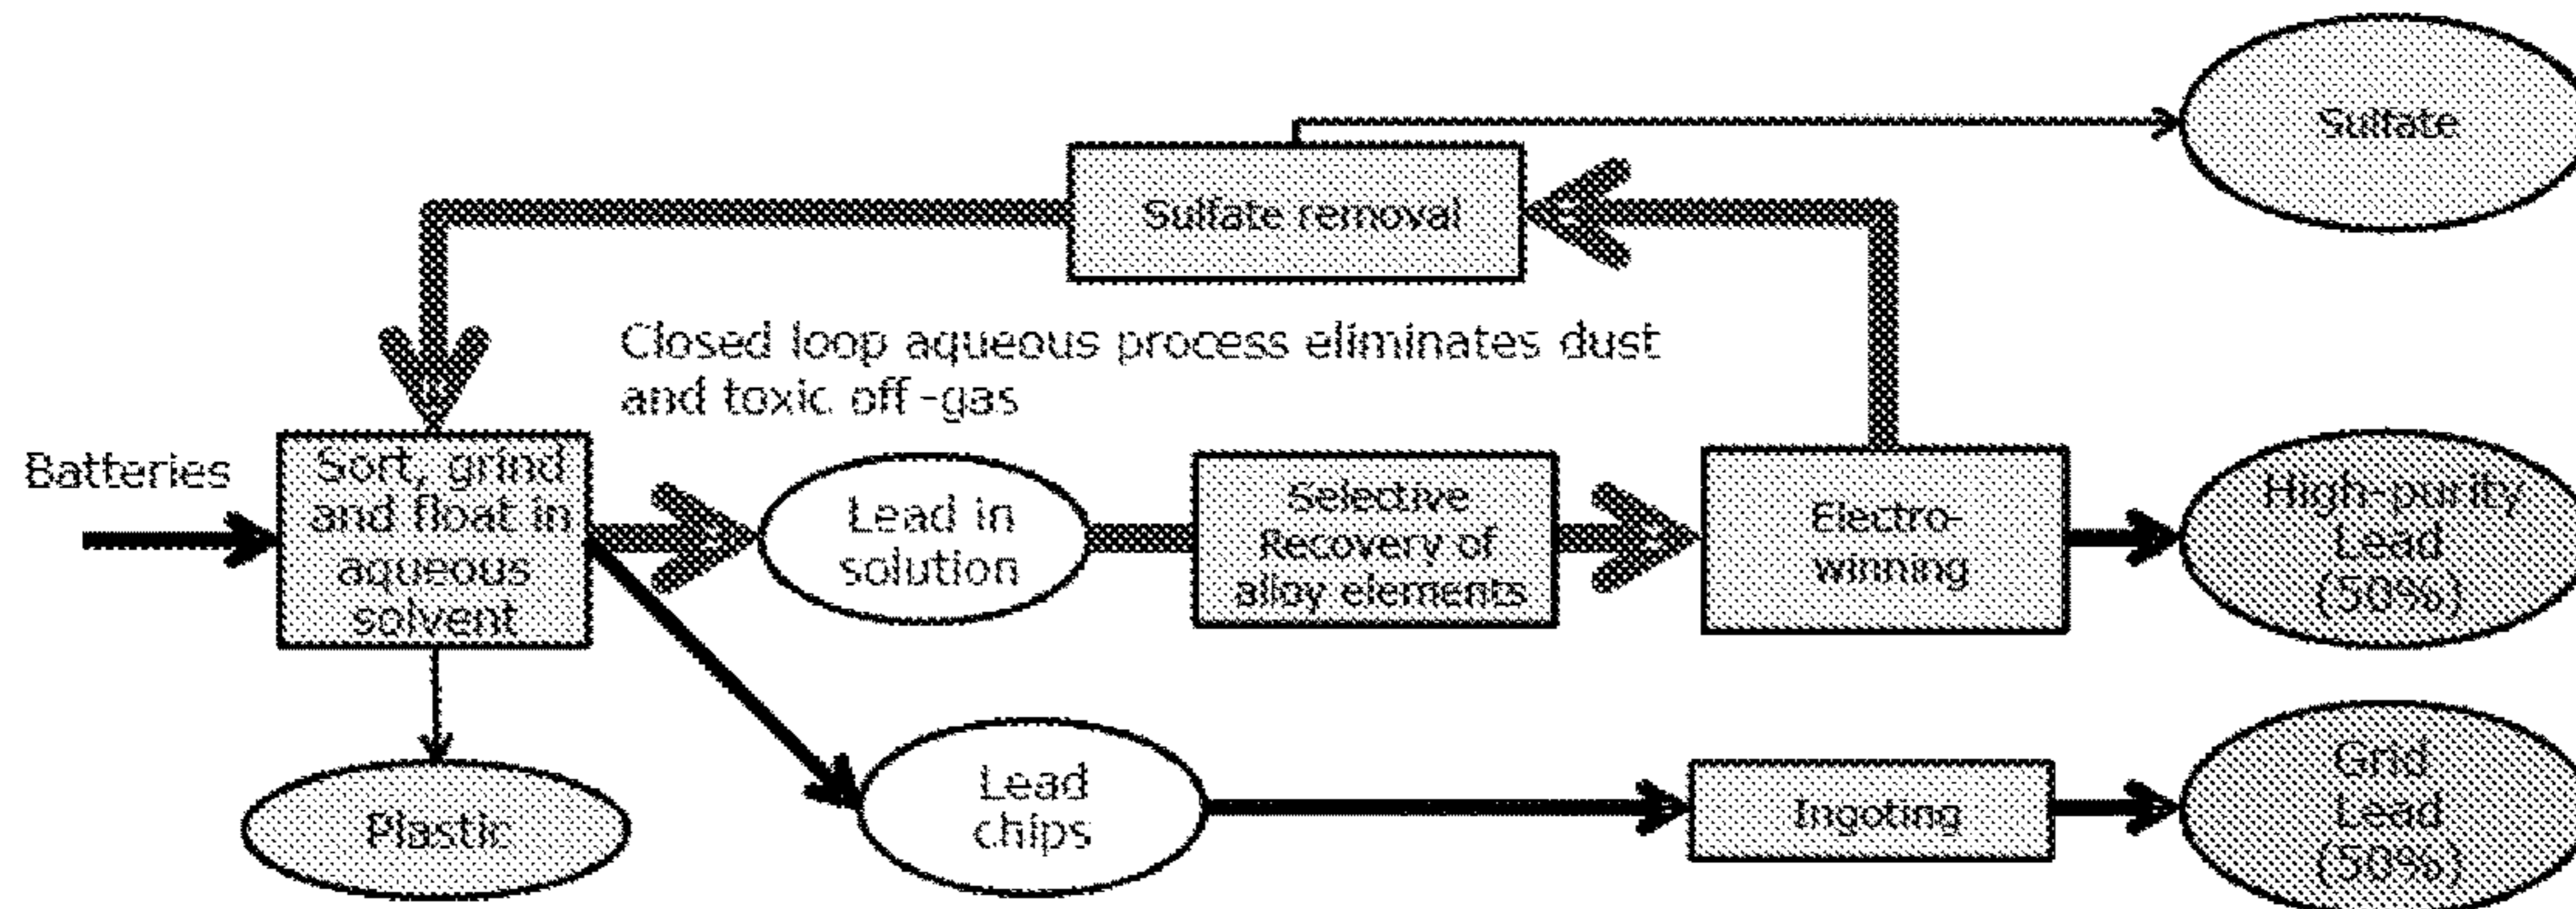 Sulfate
Sulfate removal
Closed loop aqueous process eliminates dust
and toxic off-gas
Batteries
Sort, grind
and float in
aqueous
solvent
Lead in
solution
Selective
Recovery of
alloy elements
Electro-
winning
High-purity
Lead
(50%)
Plastic
Lead
chips
Ingoting
Grid
Lead
(50%)